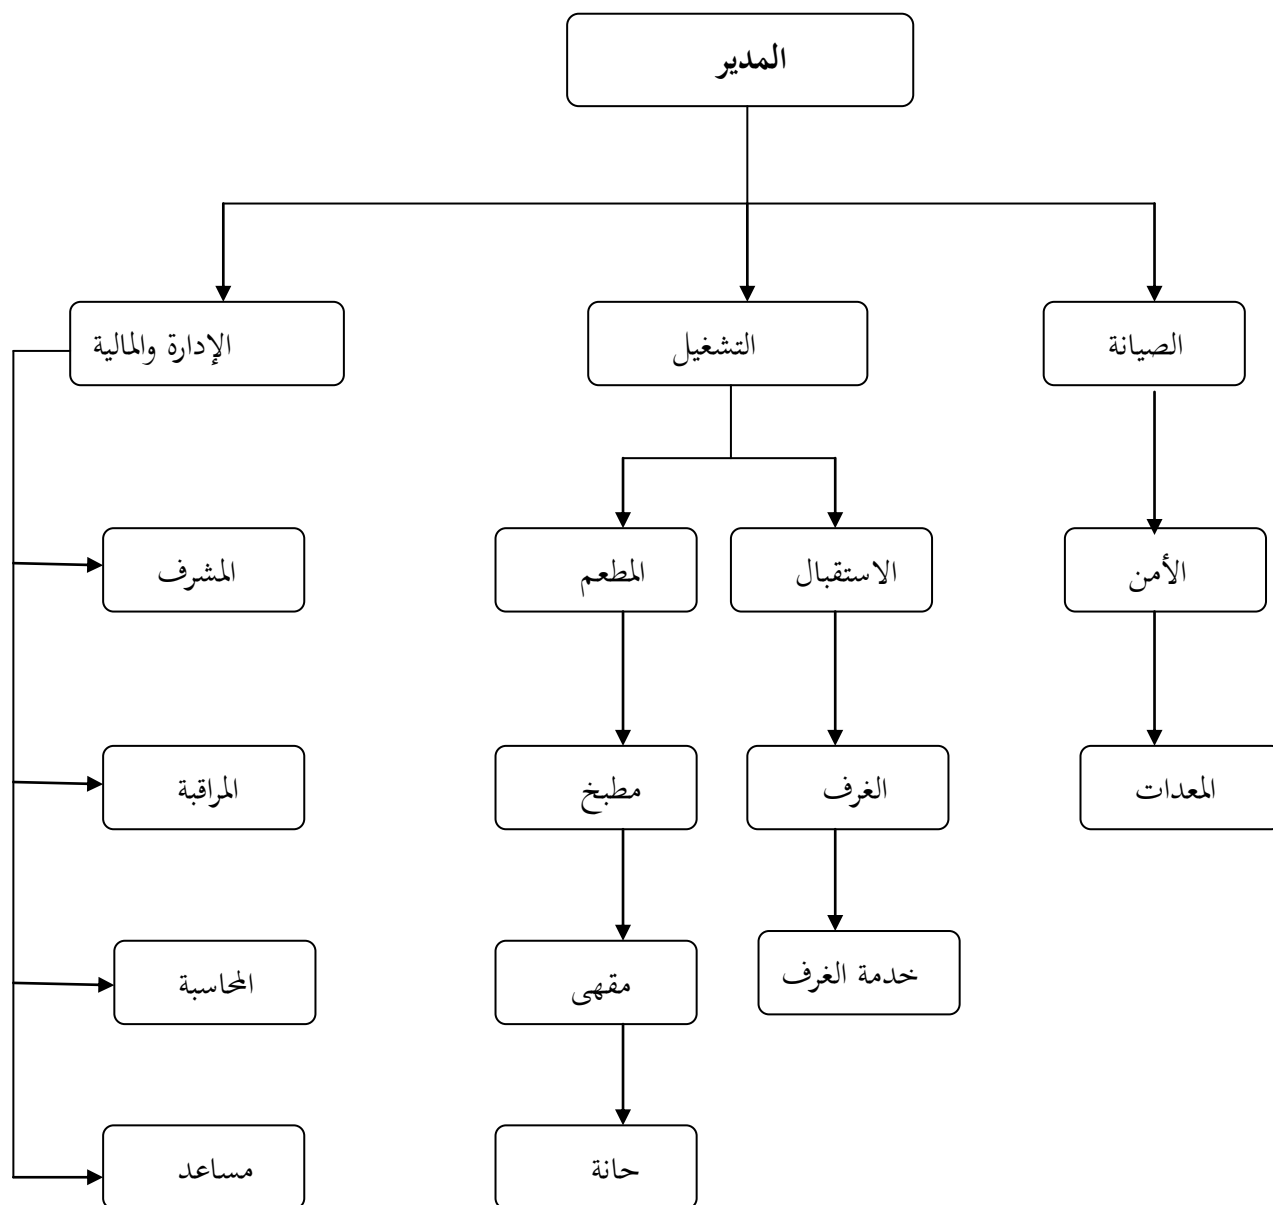 المدير
الصيانة
التشغيل
الإدارة والمالية
الأمن
الاستقبال
المطعم
المشرف
المعدات
الغرف
مطبخ
المراقبة
خدمة الغرف
مقهى
المحاسبة
حانة
مساعد